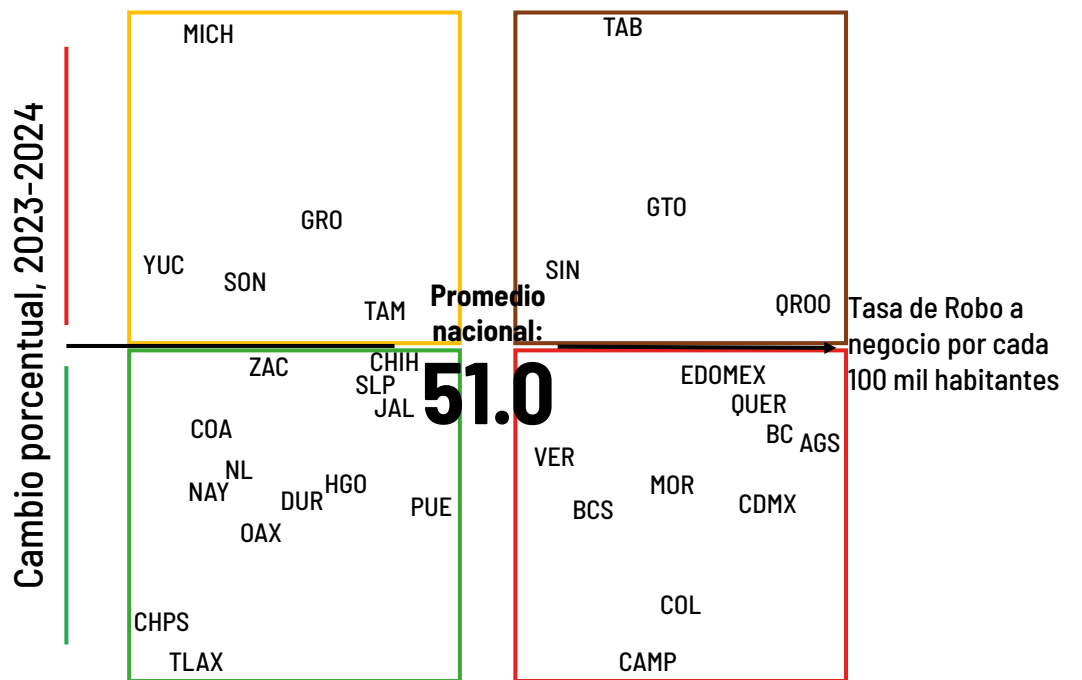 Cambio porcentual, 2023-2024
MICH
TAB
GRO
GTO
YUC
SIN
SON
TAM
QROO
Promedio
nacional:
51.0
Tasa de Robo a
negocio por cada
100 mil habitantes
ZAC
CHIH
SLP
JAL
COA
NL
NAY
HGO
DUR
PUE
OAX
CHPS
TLAX
EDOMEX
QUER
BC
AGS
VER
MOR
BCS
CDMX
COL
CAMP